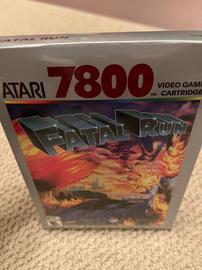 ATARI 7800 VIDEO GAME
CARTRIDGE
FATAL RUN